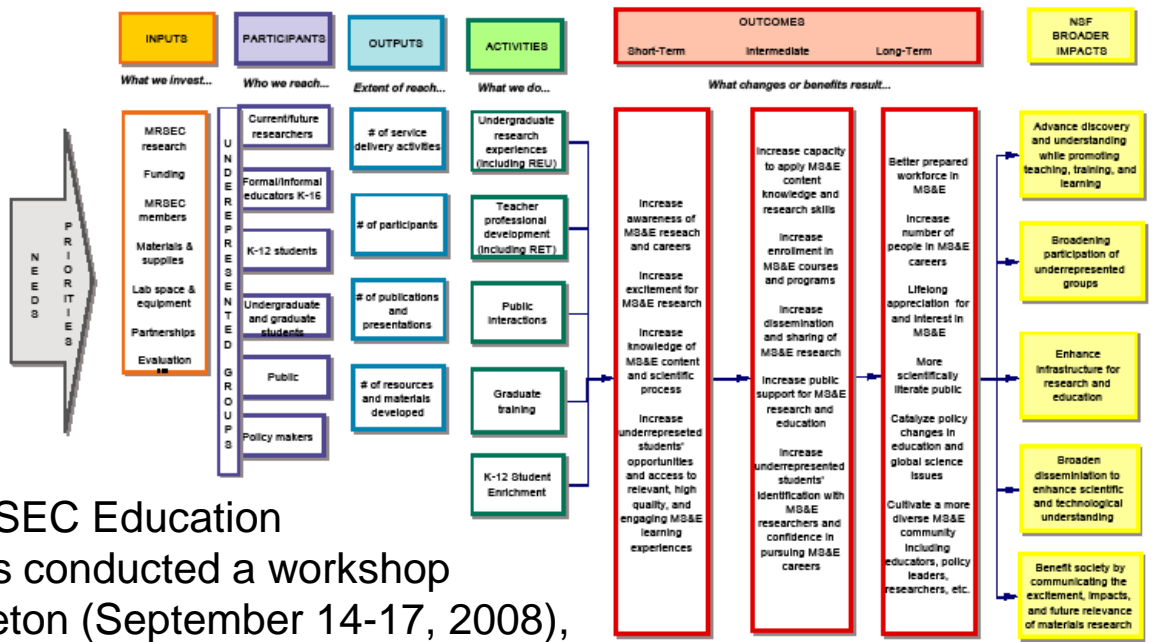 INPUTS
PARTICIPANTS
OUTPUTS
ACTIVITIES
OUTCOMES
Short-Term Intermediate Long-Term
NSF
BROADER
IMPACTS
What we invest...
Who we reach...
Extent of reach...
What we do...
What changes or benefits result...
NEEDS
PRIORITIES
MRSEC
research
Funding
MRSEC
members
Materials &
supplies
Lab space &
equipment
Partnerships
Evaluation
UNDEREPRESENTED GROUPS
Current/future
researchers
Formal/Informal
educators K-16
K-12 students
Undergraduate
and graduate
students
Public
Policy makers
# of service
delivery activities
# of participants
# of publications
and
presentations
# of resources
and materials
developed
Undergraduate
research
experiences
(including REU)
Teacher
professional
development
(including RET)
Public
Interactions
Graduate
training
K-12 Student
Enrichment
Increase
awareness of
MS&E reseach
and careers
Increase
excitement for
MS&E research
Increase
knowledge of
MS&E content
and scientific
process
Increase
underrepreseted
students'
opportunities
and access to
relevant, high
quality, and
engaging MS&E
learning
experiences
Increase capacity
to apply MS&E
content
knowledge and
research skills
Increase
enrollment in
MS&E courses
and programs
Increase
dissemination
and sharing of
MS&E research
Increase public
support for MS&E
research and
education
Increase
underrepresented
students'
identification with
MS&E
researchers and
confidence in
pursuing MS&E
careers
Better prepared
workforce in
MS&E
Increase
number of
people in MS&E
careers
Lifelong
appreciation for
and interest in
MS&E
More
scientifically
literate public
Catalyze policy
changes in
education and
global science
issues
Cultivate a more
diverse MS&E
community
including
educators, policy
leaders,
researchers, etc.
Advance discovery
and understanding
while promoting
teaching, training, and
learning
Broadening
participation of
underrepresented
groups
Enhance
infrastructure for
research and
education
Broaden
disseminiation to
enhance scientific
and technological
understanding
Benefit society by
communicating the
excitement, impacts,
and future relevance
of materials research
SEC Education
s conducted a workshop
eton (September 14-17, 2008),